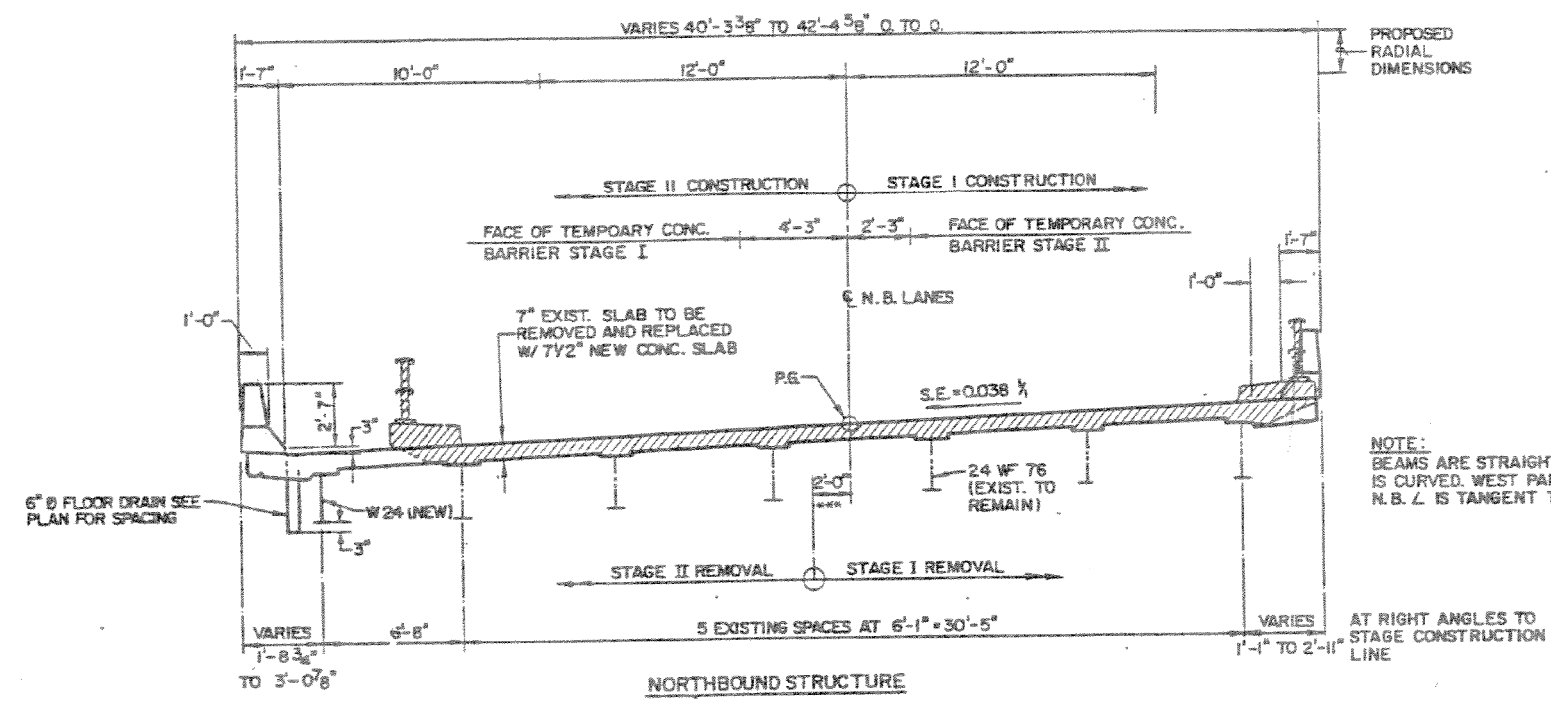 VARIES 40'-3 3/8" TO 42'-4 5/8" O. TO O.
PROPOSED
RADIAL
DIMENSIONS
1'-7"
10'-0"
12'-0"
12'-0"
STAGE II CONSTRUCTION
STAGE I CONSTRUCTION
FACE OF TEMPOARY CONC.
BARRIER STAGE I
4'-3"
2'-3"
FACE OF TEMPORARY CONC.
BARRIER STAGE II
1'-7"
1'-0"
℄ N.B. LANES
1'-0"
7" EXIST. SLAB TO BE
REMOVED AND REPLACED
W/ 7 1/2" NEW CONC. SLAB
P.G.
S.E.=0.038 1/1
2'-7"
3"
NOTE:
BEAMS ARE STRAIGH
IS CURVED. WEST PA
N.B. ∠ IS TANGENT
24 WF 76
(EXIST. TO
REMAIN)
2'-0"
***
6" Ø FLOOR DRAIN SEE
PLAN FOR SPACING
W24 (NEW)
3"
STAGE II REMOVAL
STAGE I REMOVAL
VARIES
1'-8 3/16"
TO 3'-0 7/8"
6'-8"
5 EXISTING SPACES AT 6'-1" = 30'-5"
VARIES
1'-1" TO 2'-11"
AT RIGHT ANGLES TO
STAGE CONSTRUCTION
LINE
NORTHBOUND STRUCTURE